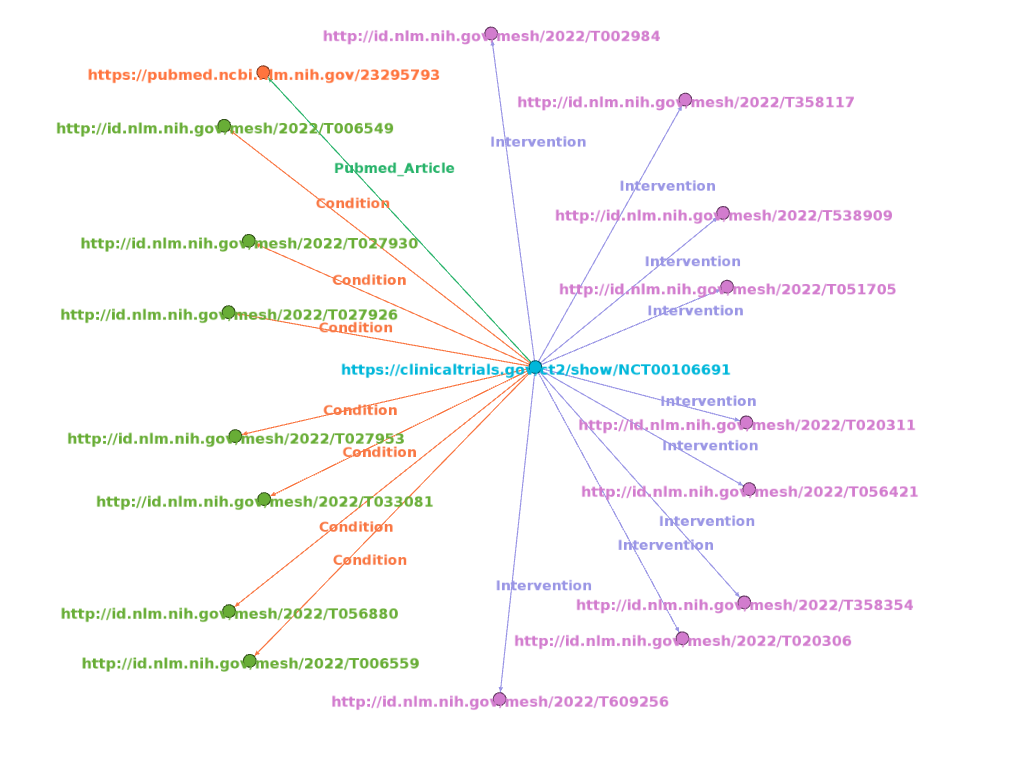 http://id.nlm.nih.gov/mesh/2022/T002984
https://pubmed.ncbi.nlm.nih.gov/23295793
http://id.nlm.nih.gov/mesh/2022/T358117
http://id.nlm.nih.gov/mesh/2022/T006549
Intervention
Pubmed_Article
Intervention
Condition
http://id.nlm.nih.gov/mesh/2022/T538909
http://id.nlm.nih.gov/mesh/2022/T027930
Intervention
Condition
http://id.nlm.nih.gov/mesh/2022/T051705
Intervention
http://id.nlm.nih.gov/mesh/2022/T027926
Condition
https://clinicaltrials.gov/ct2/show/NCT00106691
Intervention
Condition
http://id.nlm.nih.gov/mesh/2022/T020311
http://id.nlm.nih.gov/mesh/2022/T027953
Intervention
Condition
http://id.nlm.nih.gov/mesh/2022/T056421
http://id.nlm.nih.gov/mesh/2022/T033081
Intervention
Condition
Intervention
Condition
Intervention
http://id.nlm.nih.gov/mesh/2022/T358354
http://id.nlm.nih.gov/mesh/2022/T056880
http://id.nlm.nih.gov/mesh/2022/T020306
http://id.nlm.nih.gov/mesh/2022/T006559
http://id.nlm.nih.gov/mesh/2022/T609256